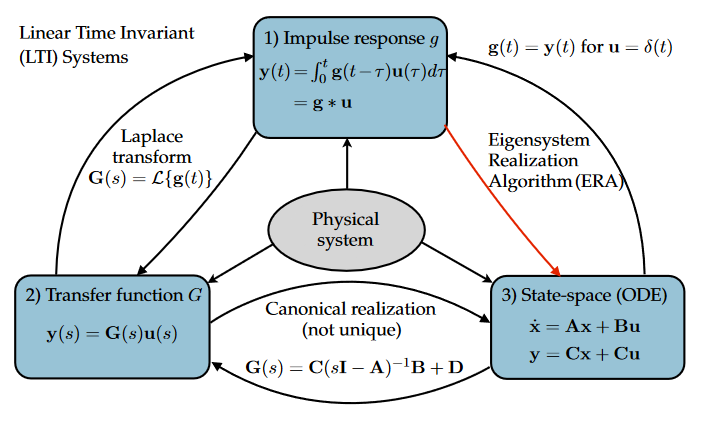 Linear Time Invariant
(LTI) Systems
1) Impulse response g
y(t) = ∫₀ᵗ g(t − τ)u(τ)dτ
= g ∗ u
g(t) = y(t) for u = δ(t)
Laplace
transform
G(s) = ℒ{g(t)}
Eigensystem
Realization
Algorithm (ERA)
Physical
system
2) Transfer function G
y(s) = G(s)u(s)
Canonical realization
(not unique)
G(s) = C(sI − A)⁻¹B + D
3) State-space (ODE)
ẋ = Ax + Bu
y = Cx + Cu